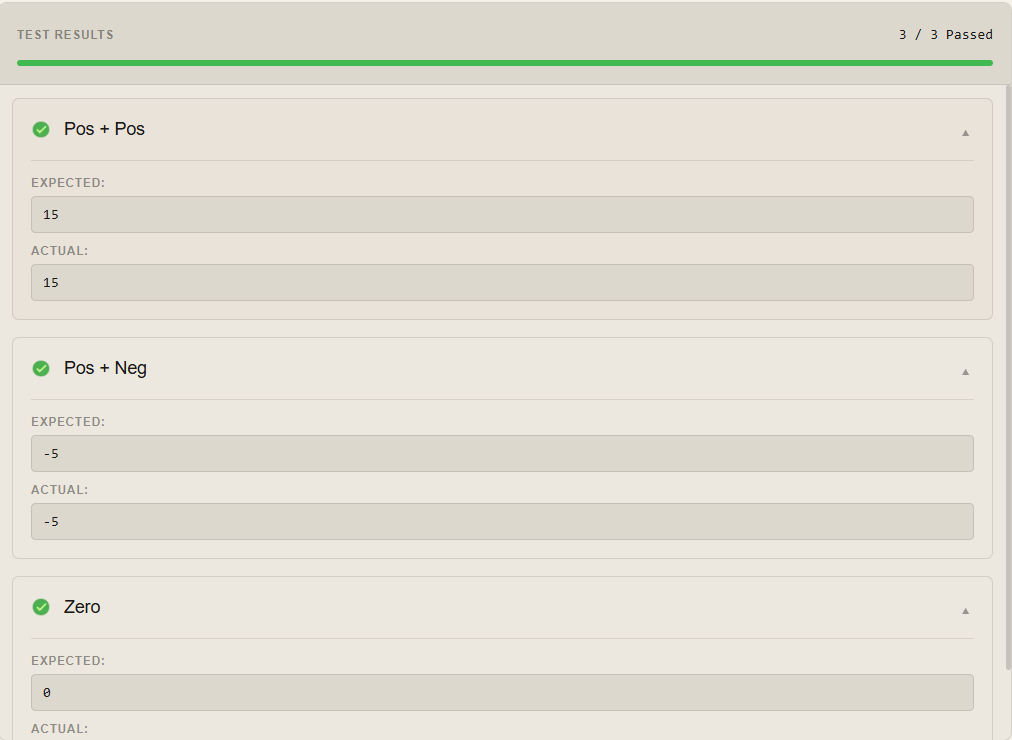 TEST RESULTS 3 / 3 Passed
Pos + Pos
EXPECTED:
15
ACTUAL:
15
Pos + Neg
EXPECTED:
-5
ACTUAL:
-5
Zero
EXPECTED:
0
ACTUAL: